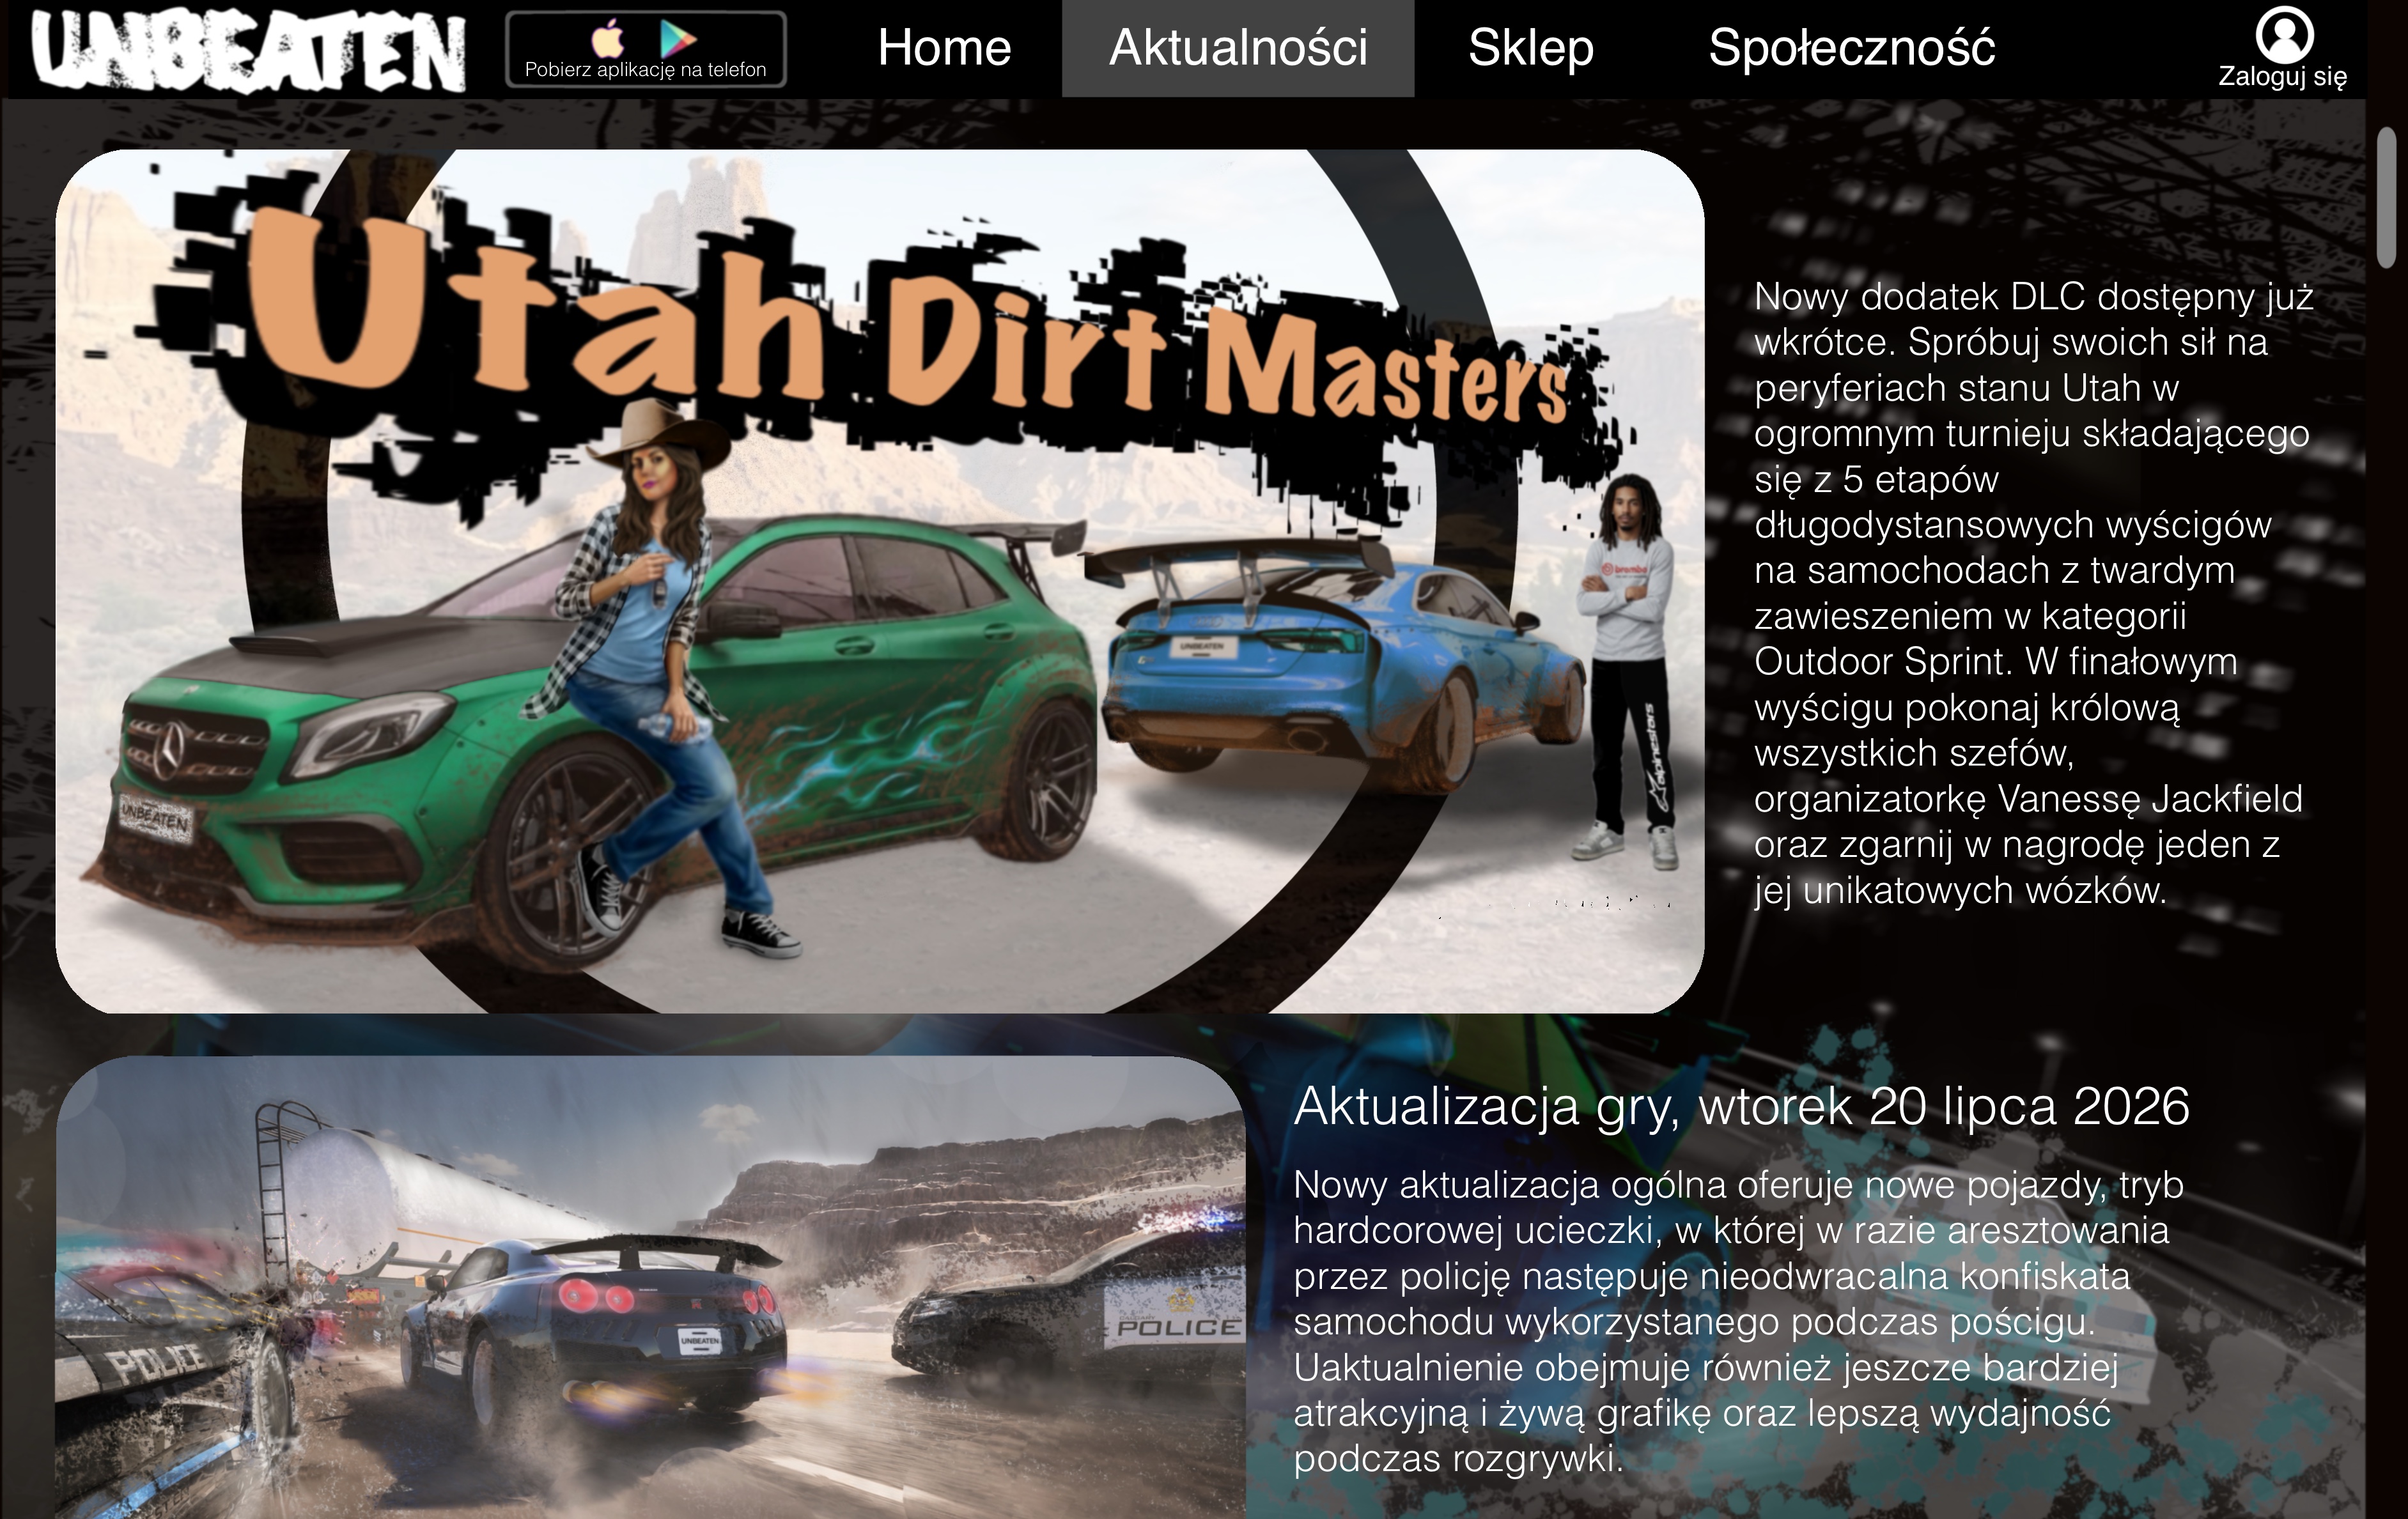 UNBEATEN
Pobierz aplikację na telefon
Home
Aktualności
Sklep
Społeczność
Zaloguj się
Utah Dirt Masters
brembo
UNBEATEN
alpinestars
UNBEATEN
Nowy dodatek DLC dostępny już
wkrótce. Spróbuj swoich sił na
peryferiach stanu Utah w
ogromnym turnieju składającego
się z 5 etapów
długodystansowych wyścigów
na samochodach z twardym
zawieszeniem w kategorii
Outdoor Sprint. W finałowym
wyścigu pokonaj królową
wszystkich szefów,
organizatorkę Vanessę Jackfield
oraz zgarnij w nagrodę jeden z
jej unikatowych wózków.
POLICE
UNBEATEN
POLICE
Aktualizacja gry, wtorek 20 lipca 2026
Nowy aktualizacja ogólna oferuje nowe pojazdy, tryb
hardcorowej ucieczki, w której w razie aresztowania
przez policję następuje nieodwracalna konfiskata
samochodu wykorzystanego podczas pościgu.
Uaktualnienie obejmuje również jeszcze bardziej
atrakcyjną i żywą grafikę oraz lepszą wydajność
podczas rozgrywki.